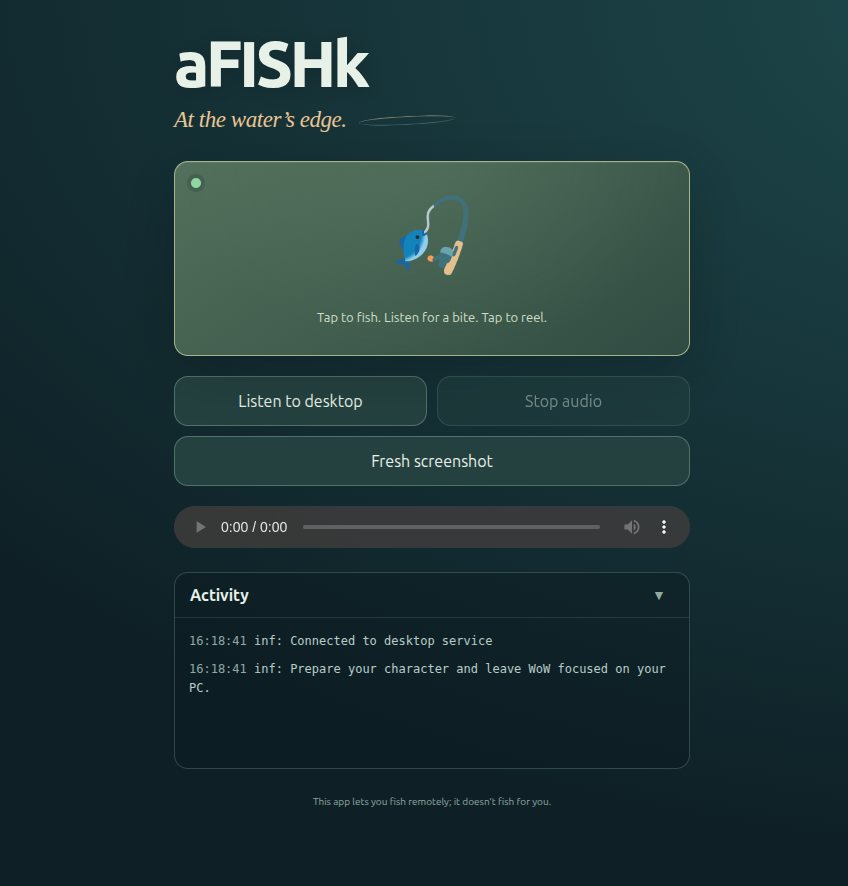 aFISHk
At the water’s edge.
Tap to fish. Listen for a bite. Tap to reel.
Listen to desktop
Stop audio
Fresh screenshot
0:00 / 0:00
Activity
16:18:41 inf: Connected to desktop service
16:18:41 inf: Prepare your character and leave WoW focused on your
PC.
This app lets you fish remotely; it doesn't fish for you.